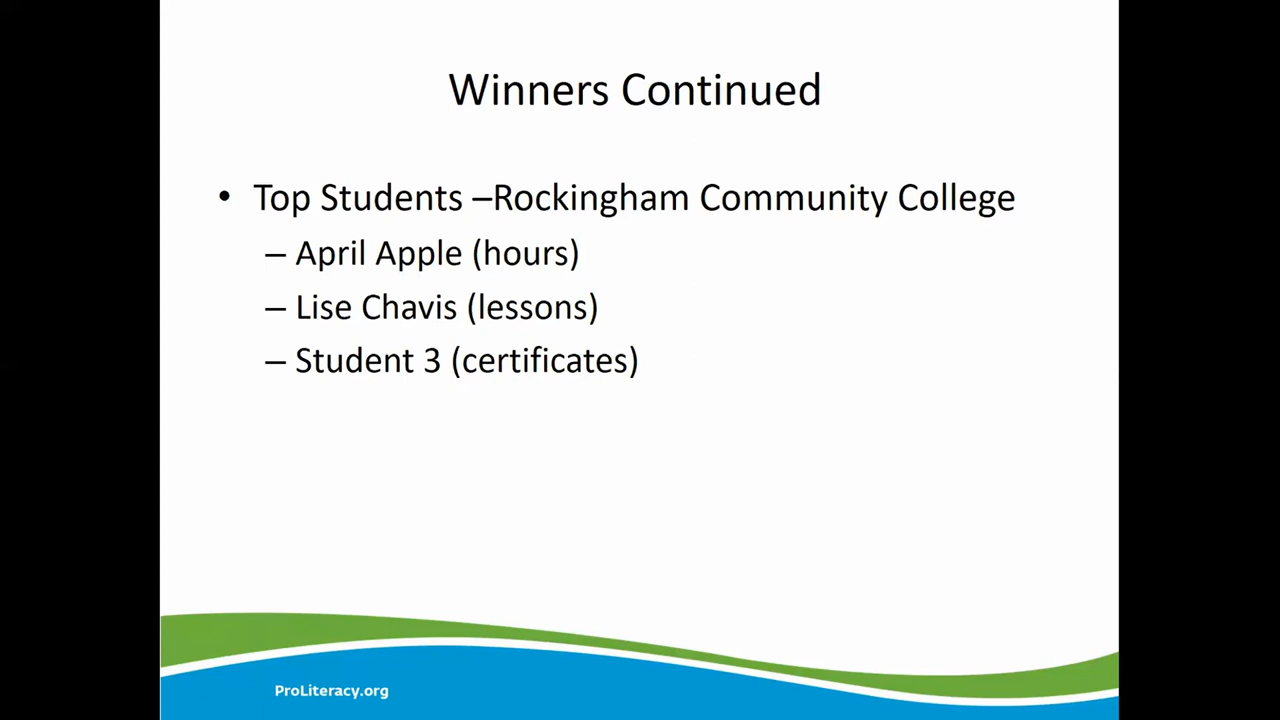 Winners Continued
• Top Students –Rockingham Community College
– April Apple (hours)
– Lise Chavis (lessons)
– Student 3 (certificates)
ProLiteracy.org